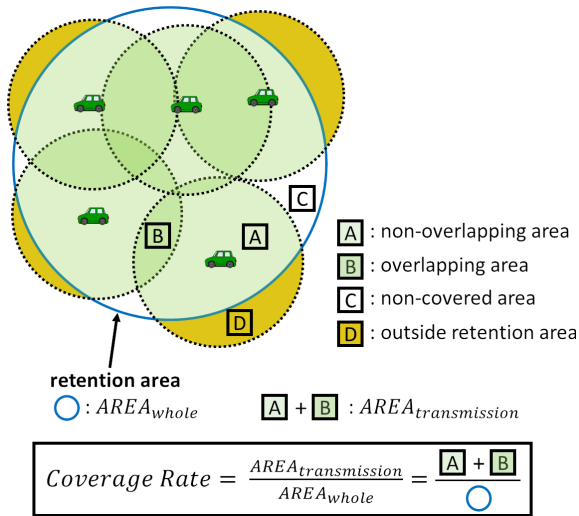 C
B
A
D
A : non-overlapping area
B : overlapping area
C : non-covered area
D : outside retention area
retention area
: AREA_whole
A + B : AREA_transmission
Coverage Rate = AREA_transmission / AREA_whole = A + B /